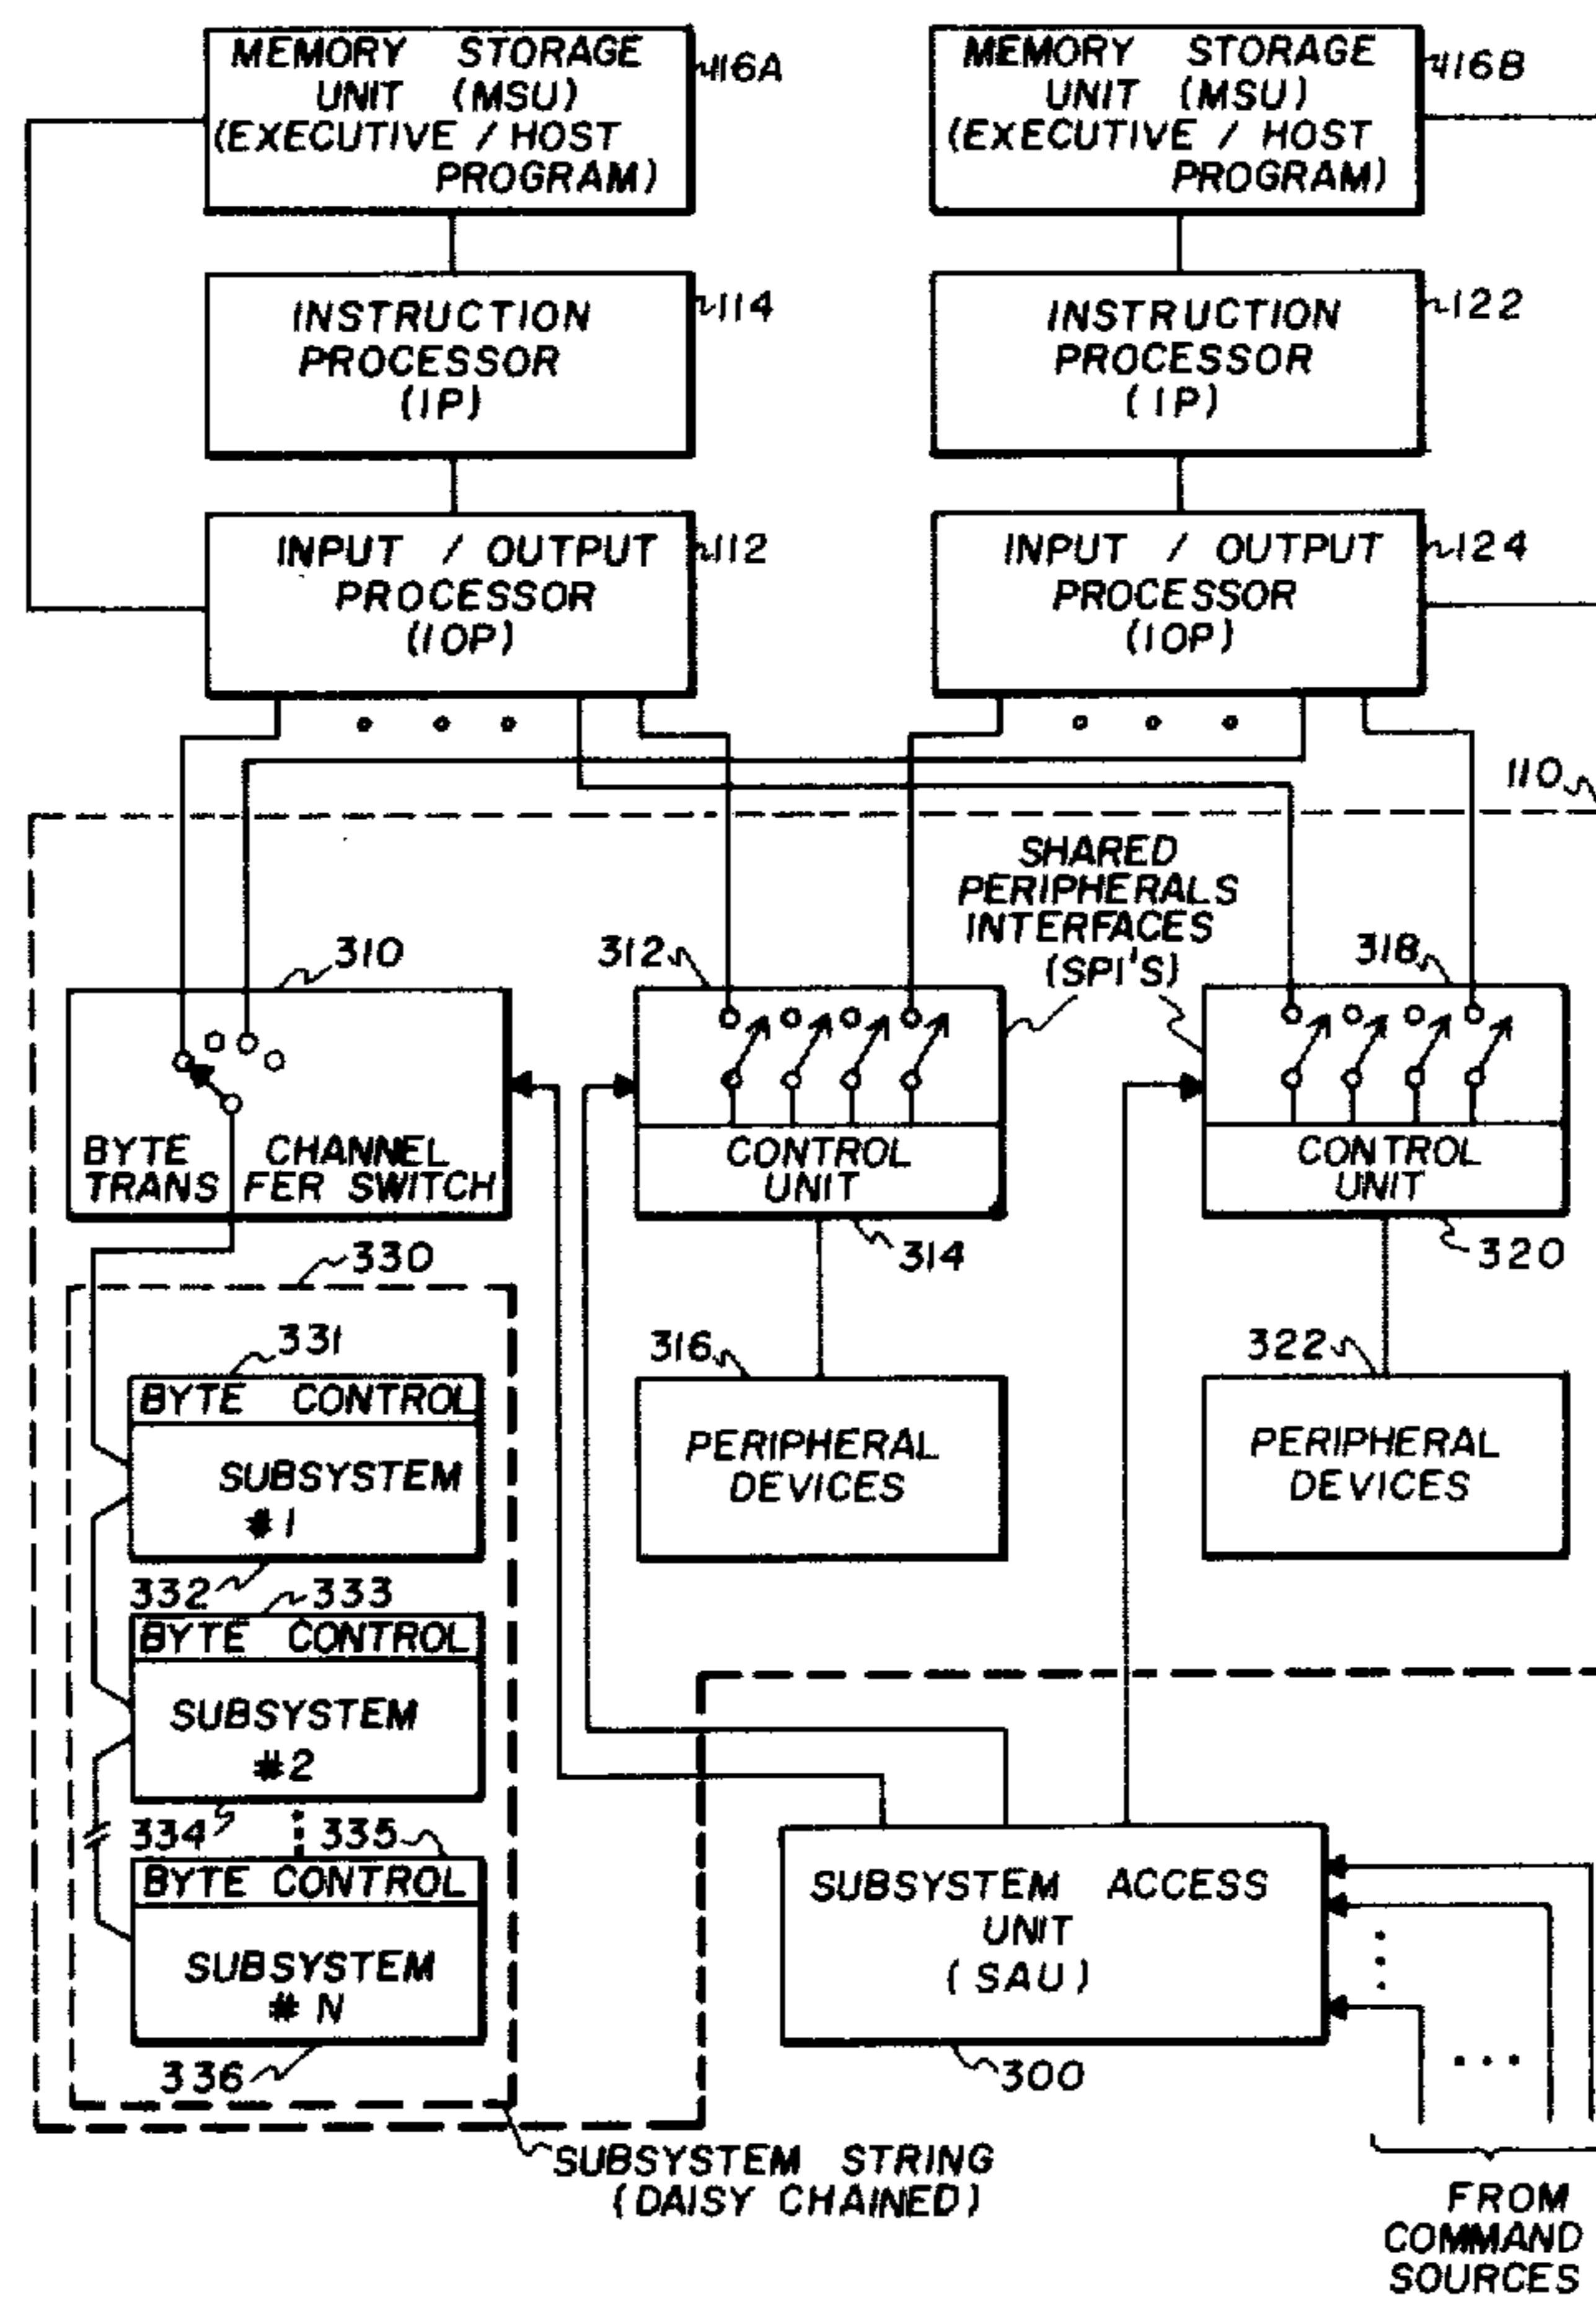 MEMORY STORAGE
UNIT (MSU)
(EXECUTIVE / HOST
PROGRAM)
416A
MEMORY STORAGE
UNIT (MSU)
(EXECUTIVE / HOST
PROGRAM)
416B
INSTRUCTION
PROCESSOR
(IP)
114
INSTRUCTION
PROCESSOR
(IP)
122
INPUT / OUTPUT
PROCESSOR
(IOP)
112
INPUT / OUTPUT
PROCESSOR
(IOP)
124
110
SHARED
PERIPHERALS
INTERFACES
(SPI'S)
310
312
318
BYTE CHANNEL
TRANS FER SWITCH
CONTROL
UNIT
314
CONTROL
UNIT
320
330
331
BYTE CONTROL
SUBSYSTEM
#1
332
316
PERIPHERAL
DEVICES
322
PERIPHERAL
DEVICES
333
BYTE CONTROL
SUBSYSTEM
#2
334
335
BYTE CONTROL
SUBSYSTEM
# N
336
SUBSYSTEM ACCESS
UNIT
(SAU)
300
SUBSYSTEM STRING
(DAISY CHAINED)
FROM
COMMAND
SOURCES